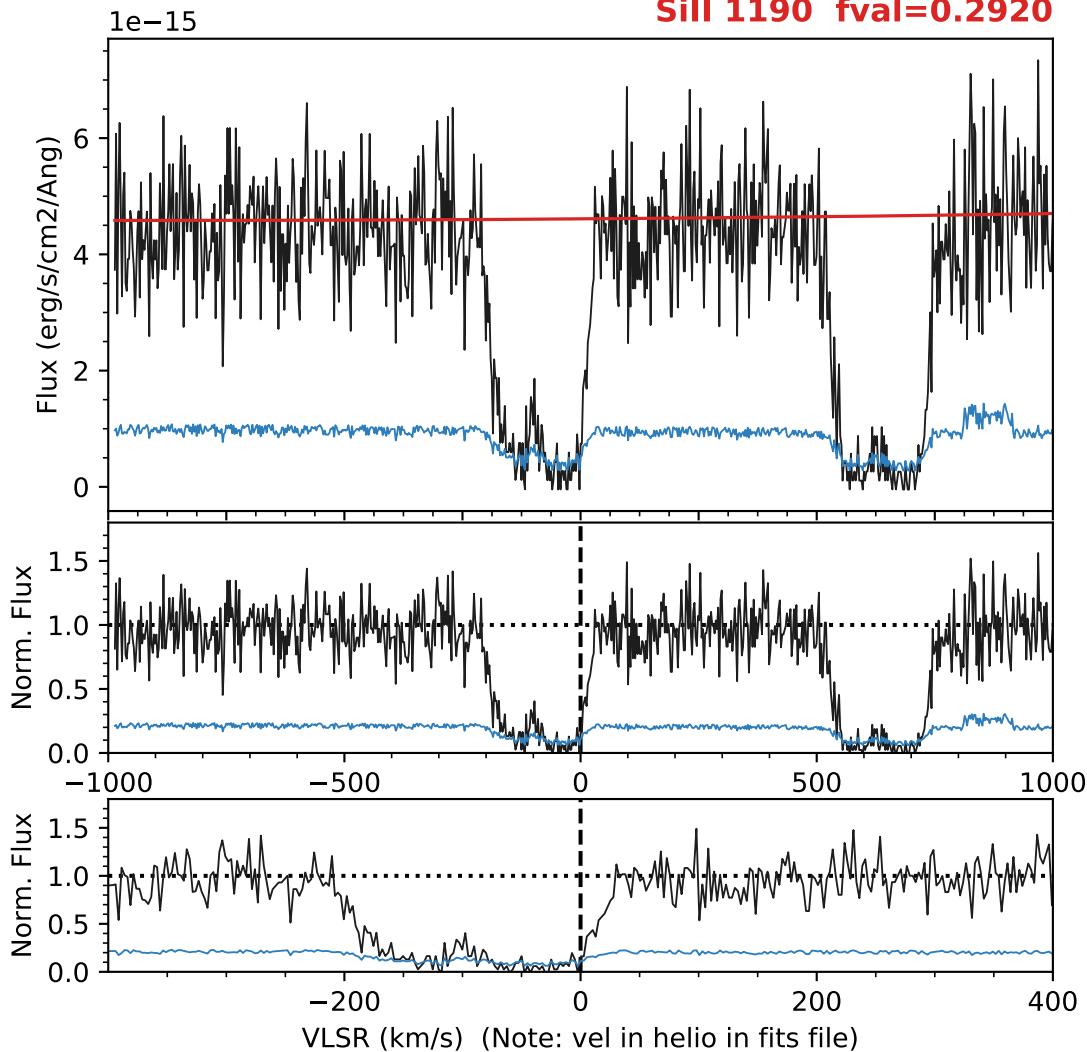 1e−15
SiII 1190 fval=0.2920
Flux (erg/s/cm2/Ang)
6
4
2
0
Norm. Flux
1.5
1.0
0.5
0.0
−1000 −500 0 500 1000
Norm. Flux
1.5
1.0
0.5
0.0
−200 0 200 400
VLSR (km/s) (Note: vel in helio in fits file)